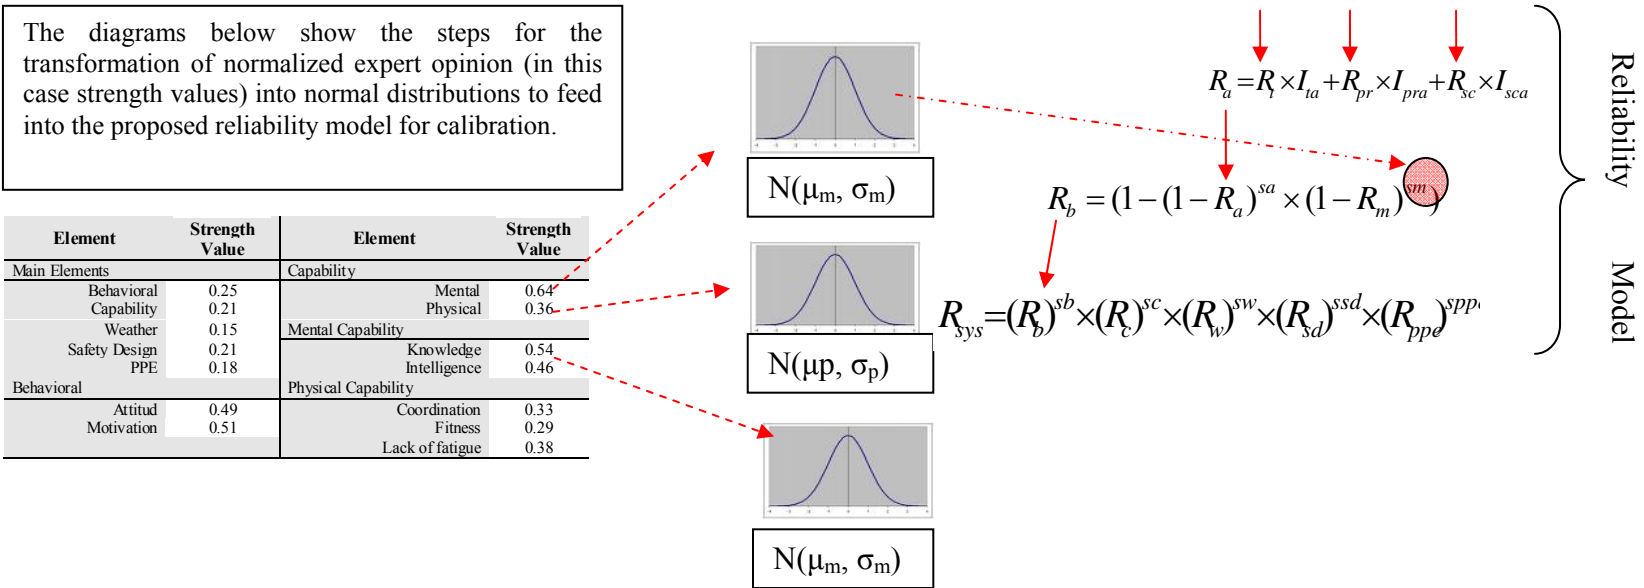 The diagrams below show the steps for the
transformation of normalized expert opinion (in this
case strength values) into normal distributions to feed
into the proposed reliability model for calibration.
Element Strength Value Element Strength Value
Main Elements Capability
Behavioral 0.25 Mental 0.64
Capability 0.21 Physical 0.36
Weather 0.15 Mental Capability
Safety Design 0.21 Knowledge 0.54
PPE 0.18 Intelligence 0.46
Behavioral Physical Capability
Attitud 0.49 Coordination 0.33
Motivation 0.51 Fitness 0.29
Lack of fatigue 0.38
N(μm, σm)
N(μp, σp)
N(μm, σm)
Ra = Rt × Ita + Rpr × Ipra + Rsc × Isca
Rb = (1 − (1 − Ra)^sa × (1 − Rm)^sm)
Rsys = (Rb)^sb × (Rc)^sc × (Rw)^sw × (Rsd)^ssd × (Rppe)^sppe
Reliability Model